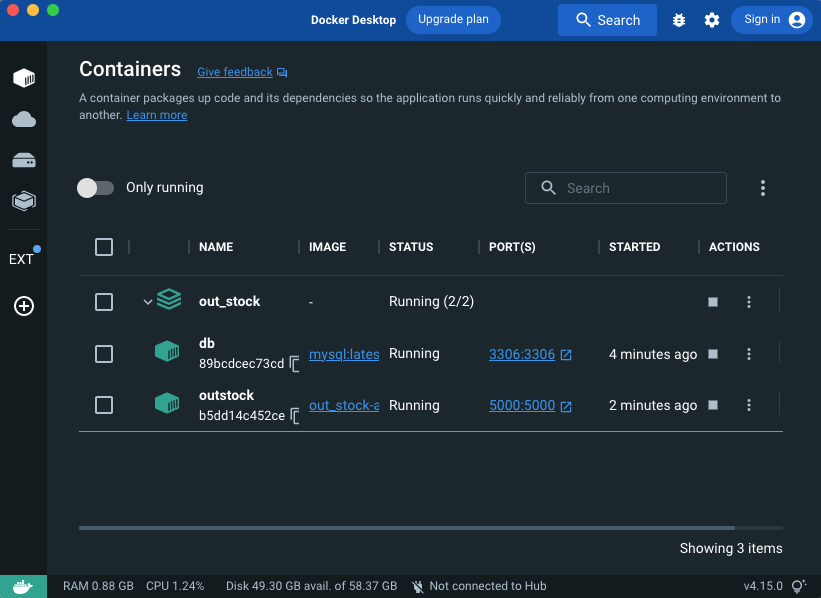 Docker Desktop Upgrade plan Search Sign in
Containers Give feedback
A container packages up code and its dependencies so the application runs quickly and reliably from one computing environment to
another. Learn more
Only running Search
NAME IMAGE STATUS PORT(S) STARTED ACTIONS
EXT
out_stock - Running (2/2)
db
89bcdcec73cd mysql:lates Running 3306:3306 4 minutes ago
outstock
b5dd14c452ce out_stock-a Running 5000:5000 2 minutes ago
Showing 3 items
RAM 0.88 GB CPU 1.24% Disk 49.30 GB avail. of 58.37 GB Not connected to Hub v4.15.0